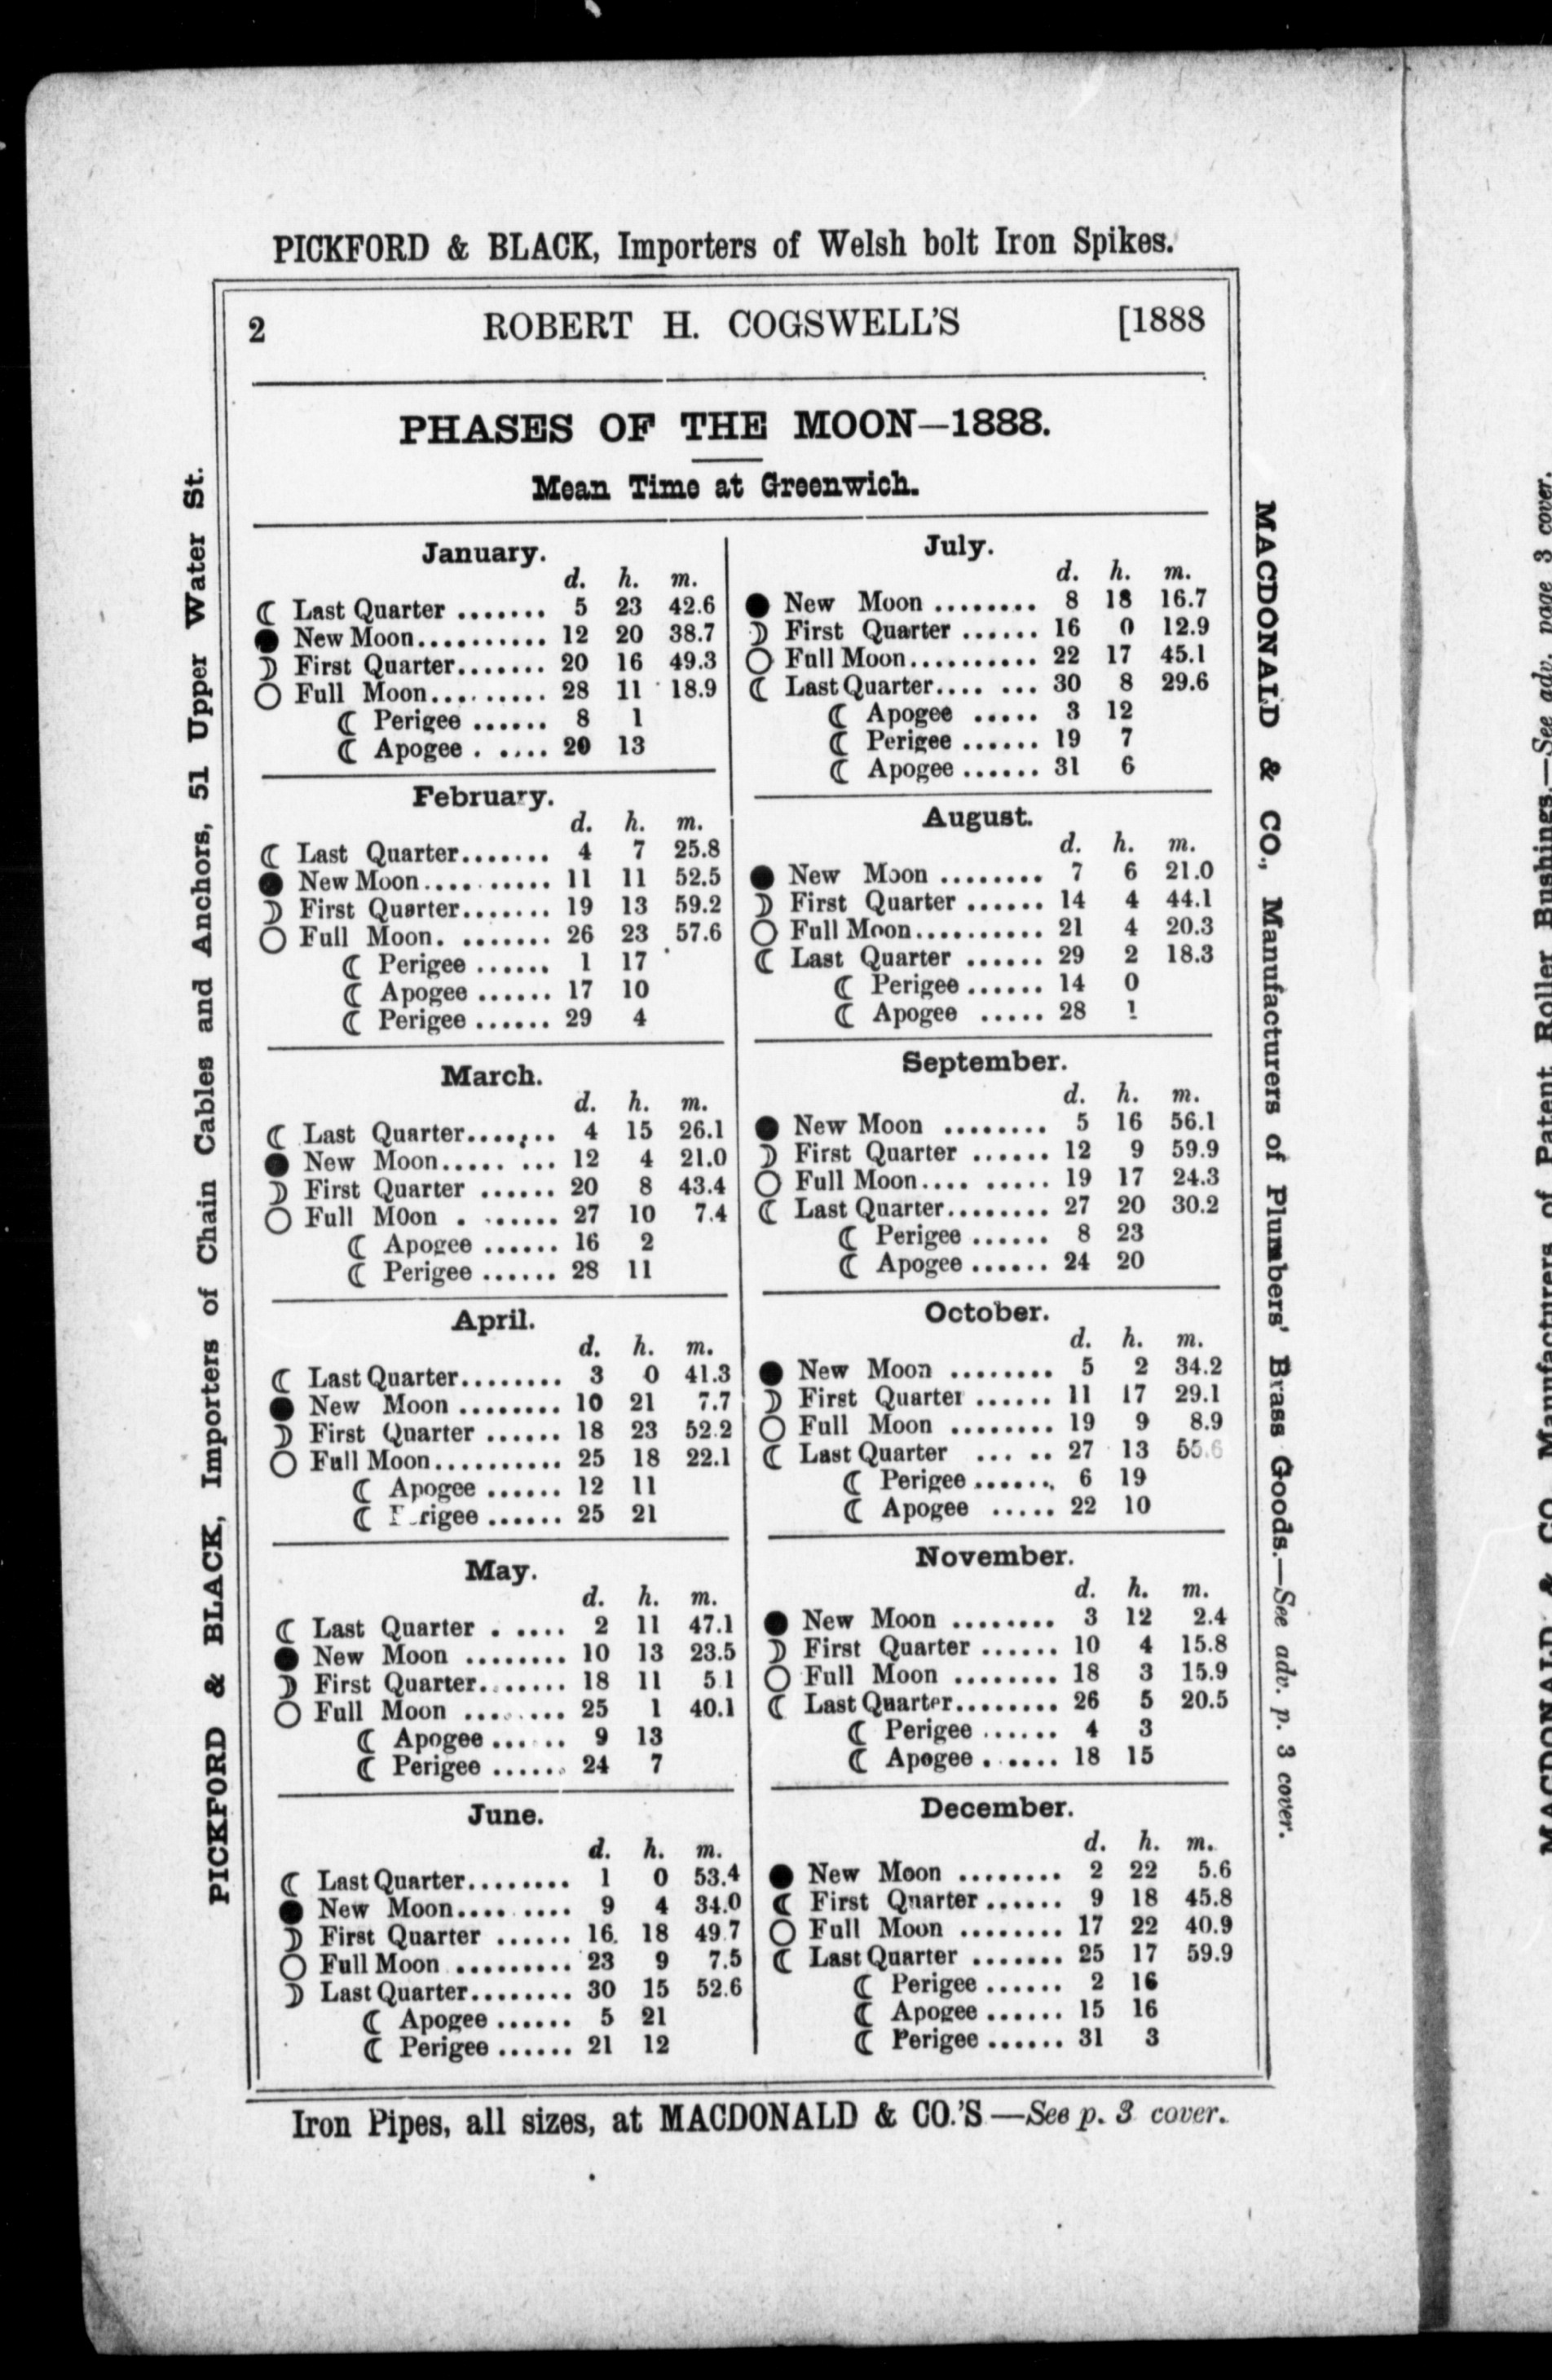 PICKFORD & BLACK, Importers of Welsh bolt Iron Spikes.
2 ROBERT H. COGSWELL'S [1888
PHASES OF THE MOON—1888.
Mean Time at Greenwich.
January.
d. h. m.
☾ Last Quarter ....... 5 23 42.6
● New Moon.......... 12 20 38.7
☽ First Quarter....... 20 16 49.3
○ Full Moon.......... 28 11 18.9
☾ Perigee ...... 8 1
☾ Apogee . .... 20 13
February.
d. h. m.
☾ Last Quarter....... 4 7 25.8
● New Moon.......... 11 11 52.5
☽ First Quarter....... 19 13 59.2
○ Full Moon. ....... 26 23 57.6
☾ Perigee ...... 1 17
☾ Apogee ...... 17 10
☾ Perigee ...... 29 4
March.
d. h. m.
☾ Last Quarter........ 4 15 26.1
● New Moon..... ... 12 4 21.0
☽ First Quarter ...... 20 8 43.4
○ Full M0on . ...... 27 10 7.4
☾ Apogee ...... 16 2
☾ Perigee ...... 28 11
April.
d. h. m.
☾ Last Quarter........ 3 0 41.3
● New Moon ........ 10 21 7.7
☽ First Quarter ...... 18 23 52.2
○ Full Moon.......... 25 18 22.1
☾ Apogee ...... 12 11
☾ P rigee ...... 25 21
May.
d. h. m.
☾ Last Quarter . .... 2 11 47.1
● New Moon ........ 10 13 23.5
☽ First Quarter........ 18 11 5 1
○ Full Moon ........ 25 1 40.1
☾ Apogee ...... 9 13
☾ Perigee ...... 24 7
June.
d. h. m.
☾ Last Quarter........ 1 0 53.4
● New Moon.... .... 9 4 34.0
☽ First Quarter ...... 16. 18 49 7
○ Full Moon ......... 23 9 7.5
☽ Last Quarter........ 30 15 52.6
☾ Apogee ...... 5 21
☾ Perigee ...... 21 12
July.
d. h. m.
● New Moon ........ 8 18 16.7
☽ First Quarter ...... 16 0 12.9
○ Full Moon.......... 22 17 45.1
☾ Last Quarter.... ... 30 8 29.6
☾ Apogee ..... 3 12
☾ Perigee ...... 19 7
☾ Apogee ...... 31 6
August.
d. h. m.
● New Moon ........ 7 6 21.0
☽ First Quarter ...... 14 4 44.1
○ Full Moon.......... 21 4 20.3
☾ Last Quarter ...... 29 2 18.3
☾ Perigee ...... 14 0
☾ Apogee ..... 28 1
September.
d. h. m.
● New Moon ........ 5 16 56.1
☽ First Quarter ...... 12 9 59.9
○ Full Moon.... ..... 19 17 24.3
☾ Last Quarter........ 27 20 30.2
☾ Perigee ...... 8 23
☾ Apogee ...... 24 20
October.
d. h. m.
● New Moon ........ 5 2 34.2
☽ First Quarter ...... 11 17 29.1
○ Full Moon ........ 19 9 8.9
☾ Last Quarter ... .. 27 13 55.6
☾ Perigee ...... 6 19
☾ Apogee ..... 22 10
November.
d. h. m.
● New Moon ........ 3 12 2.4
☽ First Quarter ...... 10 4 15.8
○ Full Moon ........ 18 3 15.9
☾ Last Quarter........ 26 5 20.5
☾ Perigee ...... 4 3
☾ Apogee ...... 18 15
December.
d. h. m.
● New Moon ........ 2 22 5.6
☾ First Quarter ...... 9 18 45.8
○ Full Moon ........ 17 22 40.9
☾ Last Quarter ....... 25 17 59.9
☾ Perigee ...... 2 16
☾ Apogee ...... 15 16
☾ Perigee ...... 31 3
Iron Pipes, all sizes, at MACDONALD & CO.'S—See p. 3 cover.
PICKFORD & BLACK, Importers of Chain Cables and Anchors, 51 Upper Water St.
MACDONALD & CO., Manufacturers of Plumbers' Brass Goods.—See adv. p. 3 cover.
MACDONALD & CO. Manufacturers of Patent Roller Bushings.—See adv. page 3 cover.